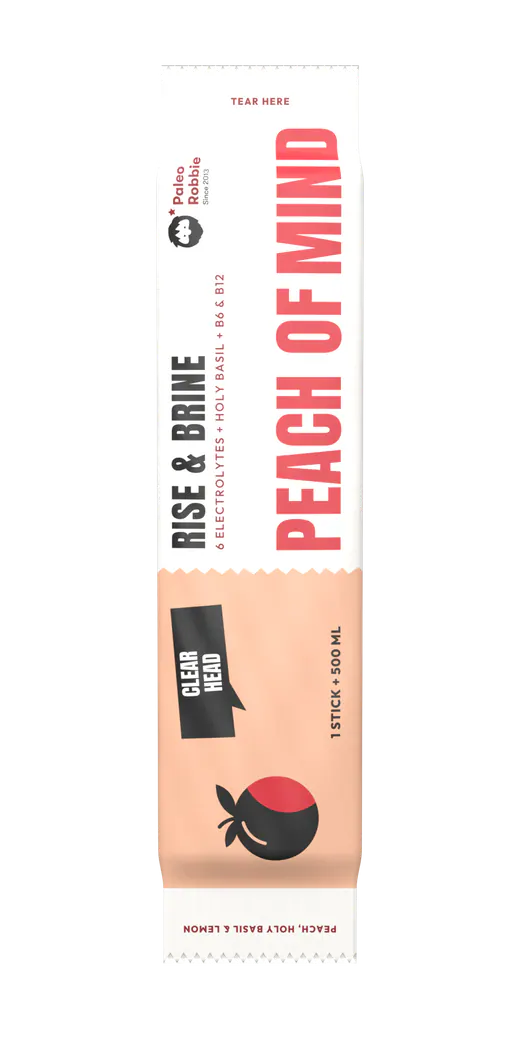 TEAR HERE
Paleo
Robbie
Since 2013
PEACH OF MIND
RISE & BRINE
6 ELECTROLYTES + HOLY BASIL + B6 & B12
CLEAR
HEAD
1 STICK + 500 ML
PEACH, HOLY BASIL & LEMON